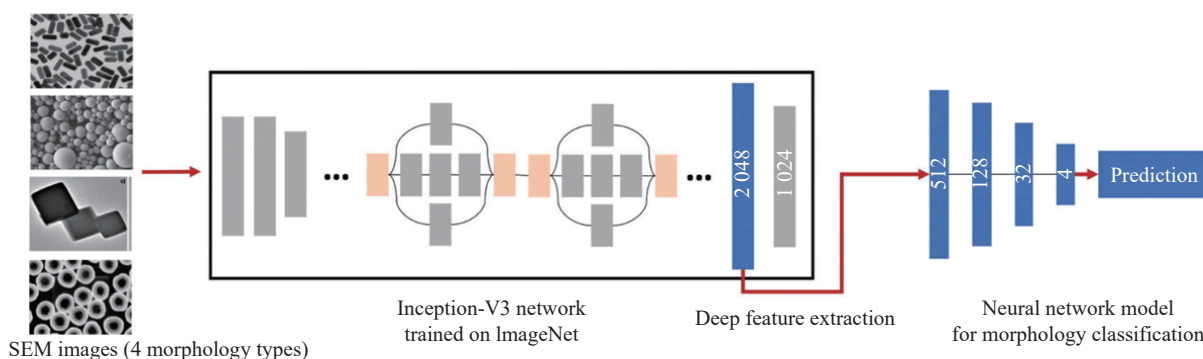 2 048
1 024
512
128
32
4
Prediction
Inception-V3 network
trained on ImageNet
Deep feature extraction
Neural network model
for morphology classification
SEM images (4 morphology types)